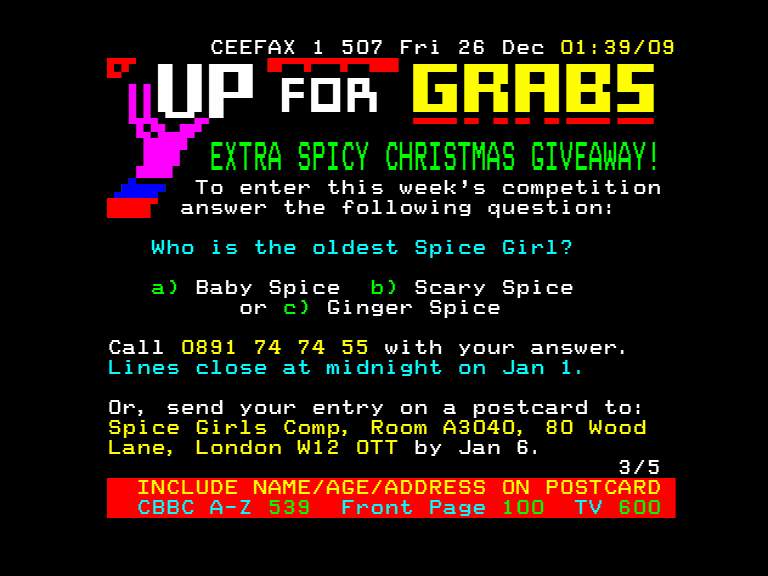 CEEFAX 1 507 Fri 26 Dec 01:39/09
UP FOR GRABS
EXTRA SPICY CHRISTMAS GIVEAWAY!
To enter this week's competition
answer the following question:
Who is the oldest Spice Girl?
a) Baby Spice b) Scary Spice
or c) Ginger Spice
Call 0891 74 74 55 with your answer.
Lines close at midnight on Jan 1.
Or, send your entry on a postcard to:
Spice Girls Comp, Room A3040, 80 Wood
Lane, London W12 0TT by Jan 6.
3/5
INCLUDE NAME/AGE/ADDRESS ON POSTCARD
CBBC A-Z 539 Front Page 100 TV 600